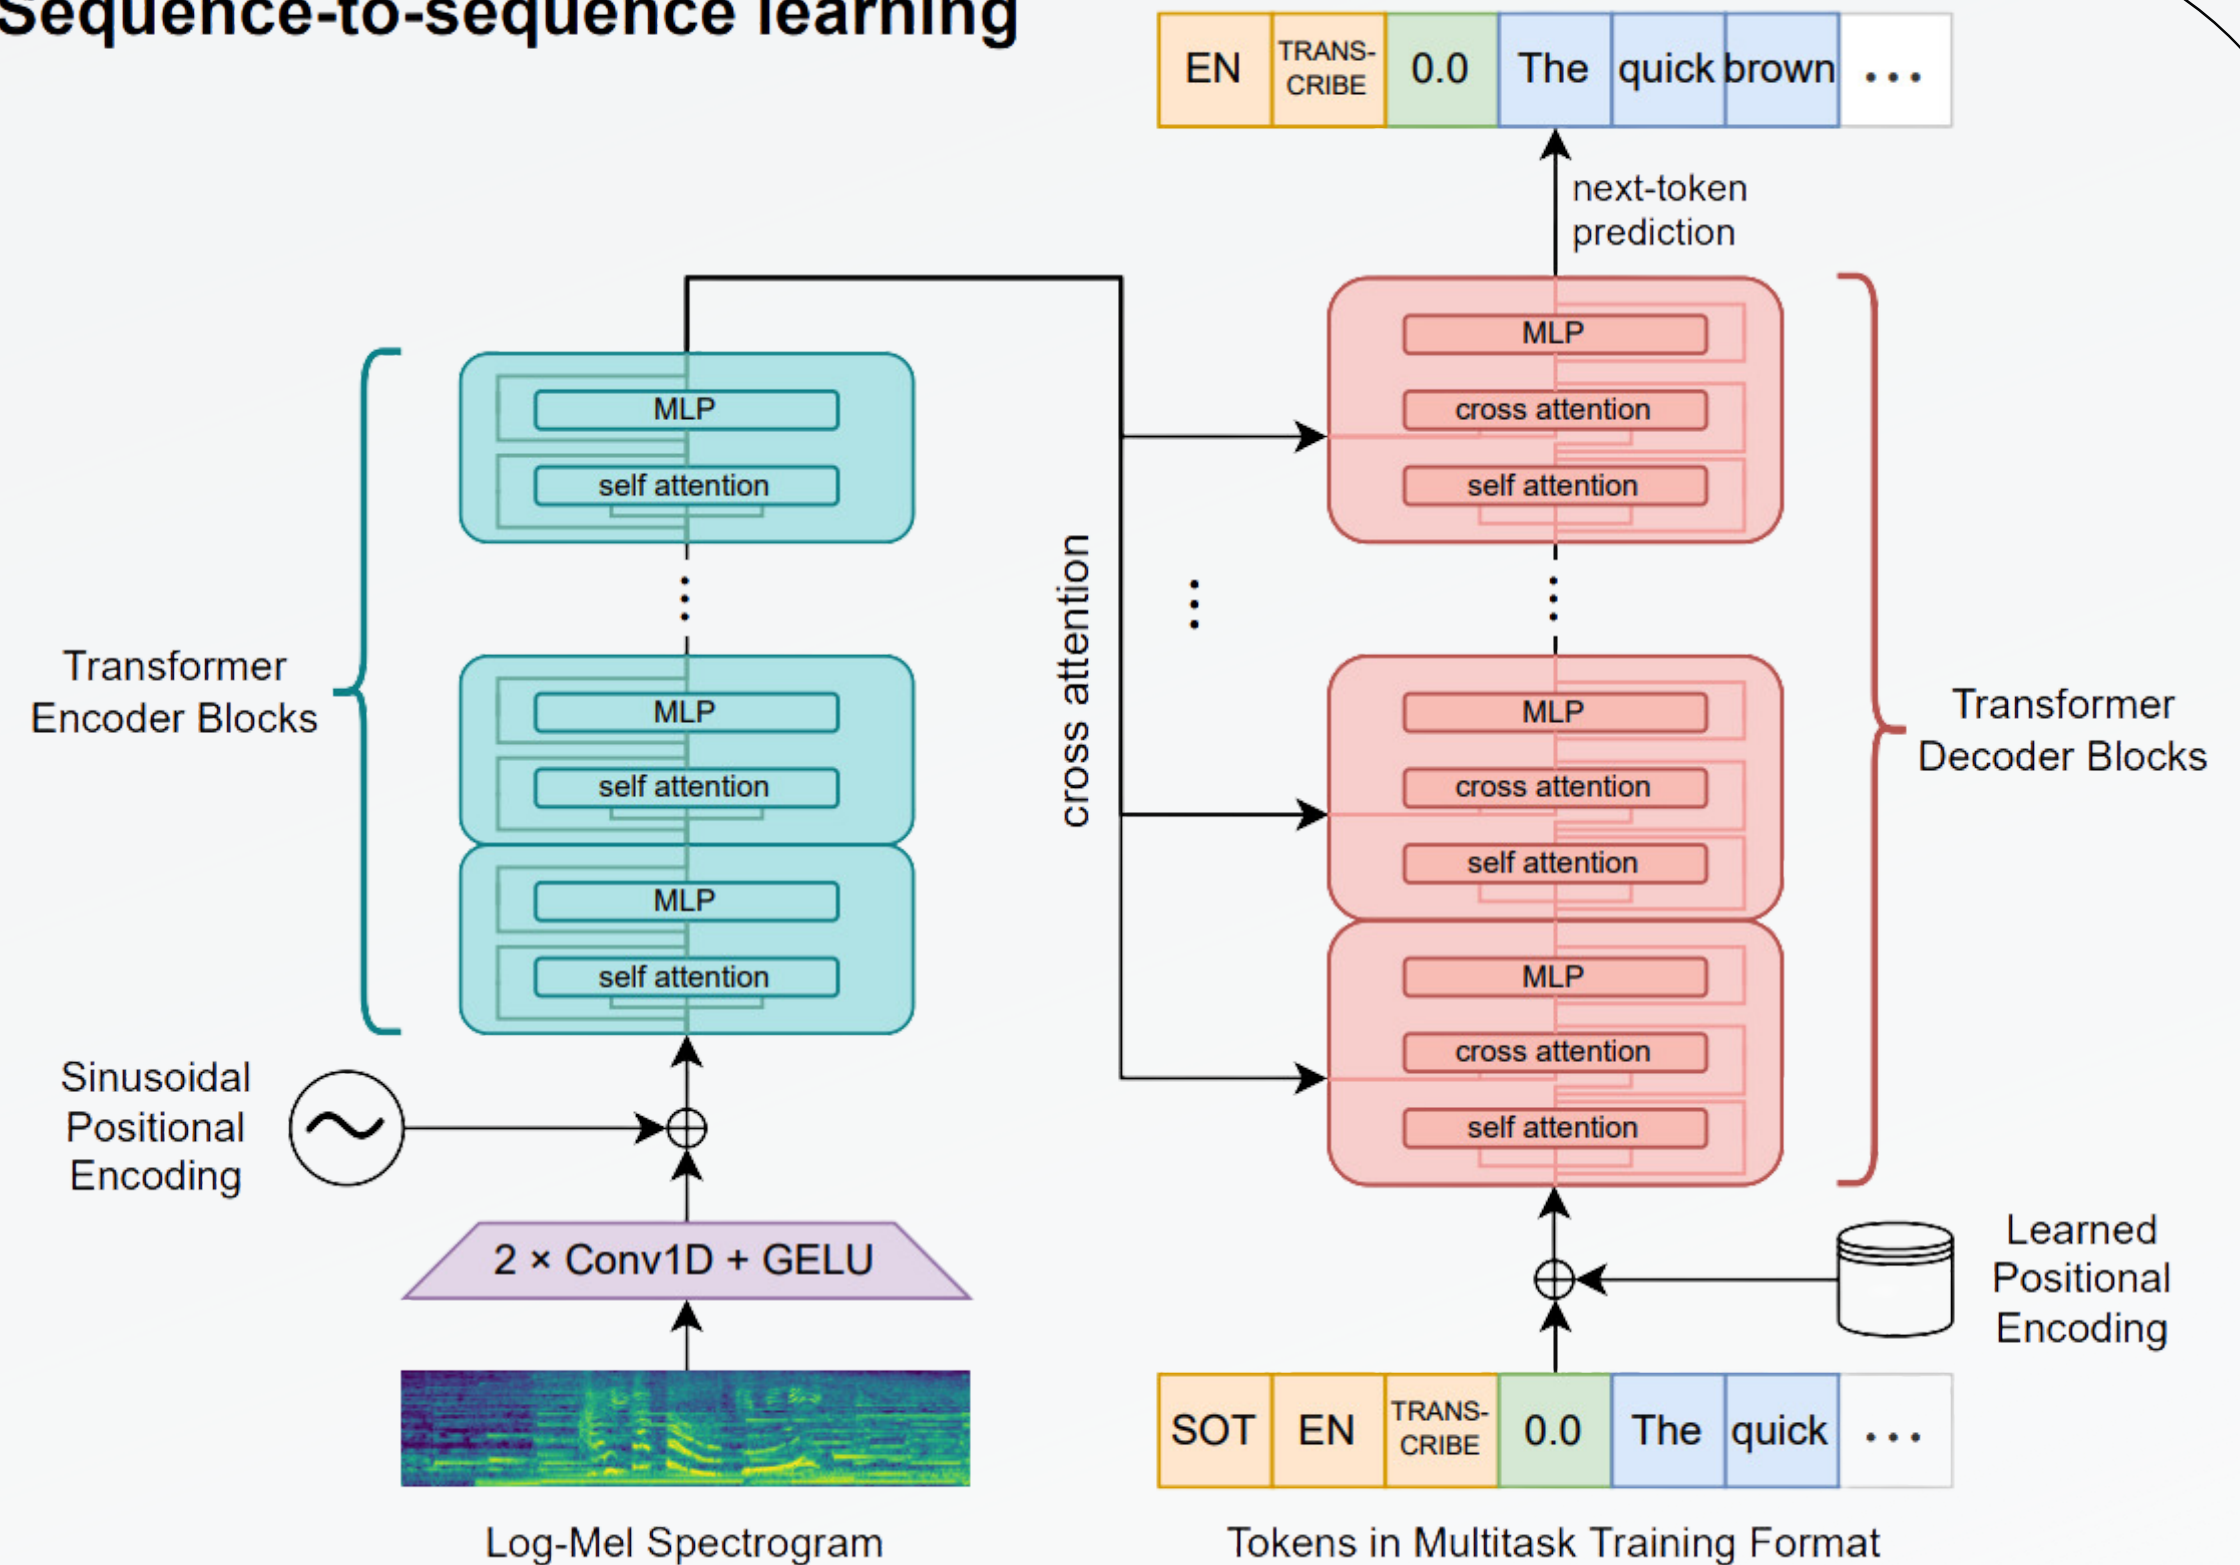 Sequence-to-sequence learning
EN
TRANS-
CRIBE
0.0
The
quick
brown
...
next-token
prediction
MLP
self attention
MLP
self attention
MLP
self attention
Transformer
Encoder Blocks
cross attention
MLP
cross attention
self attention
MLP
cross attention
self attention
MLP
cross attention
self attention
Transformer
Decoder Blocks
Sinusoidal
Positional
Encoding
2 × Conv1D + GELU
Log-Mel Spectrogram
Learned
Positional
Encoding
SOT
EN
TRANS-
CRIBE
0.0
The
quick
...
Tokens in Multitask Training Format